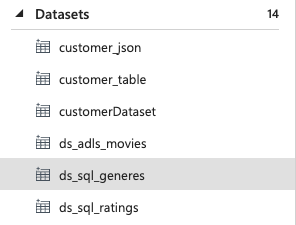 Datasets 14
customer_json
customer_table
customerDataset
ds_adls_movies
ds_sql_generes
ds_sql_ratings